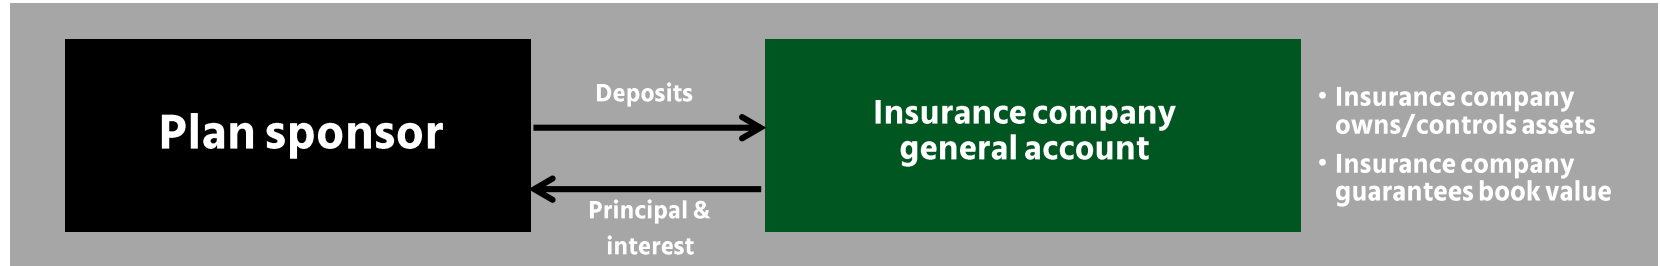 Plan sponsor
Deposits
Principal &
interest
Insurance company
general account
• Insurance company
owns/controls assets
• Insurance company
guarantees book value